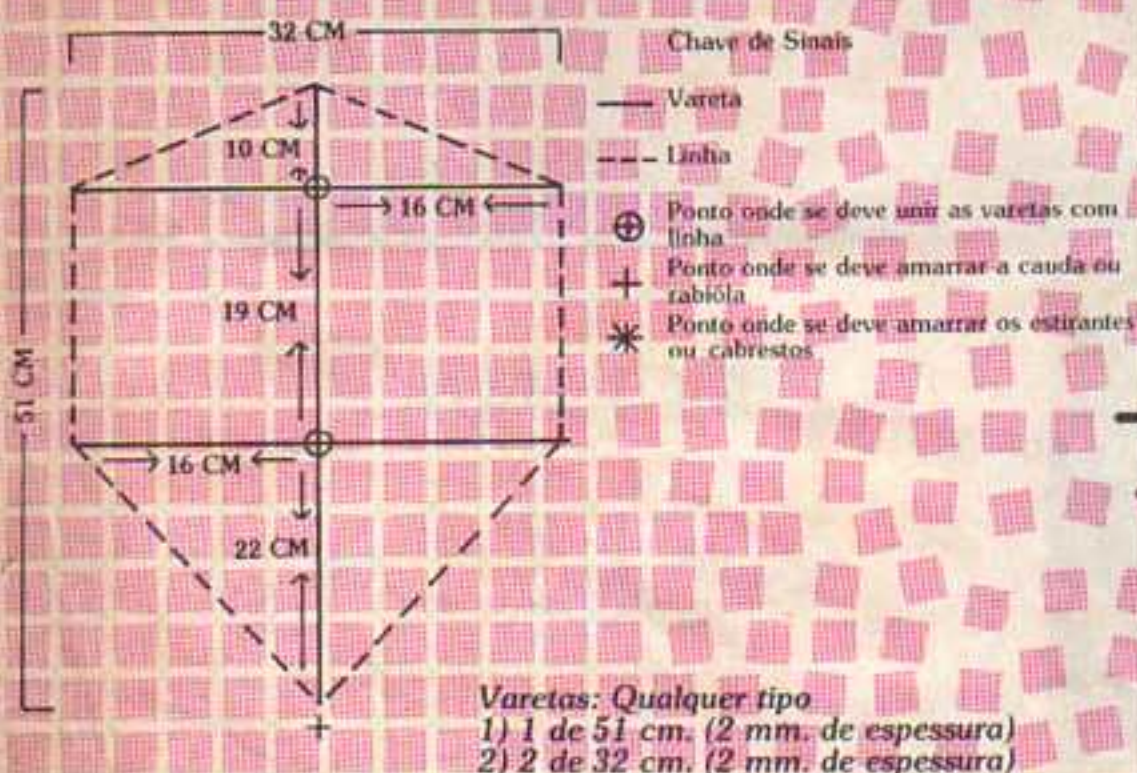 32 CM
Chave de Sinais
Vareta
10 CM
Linha
16 CM
Ponto onde se deve unir as varetas com
linha
Ponto onde se deve amarrar a cauda ou
rabióla
19 CM
Ponto onde se deve amarrar os estirantes
ou cabrestos
51 CM
16 CM
22 CM
Varetas: Qualquer tipo
1) 1 de 51 cm. (2 mm. de espessura)
2) 2 de 32 cm. (2 mm. de espessura)